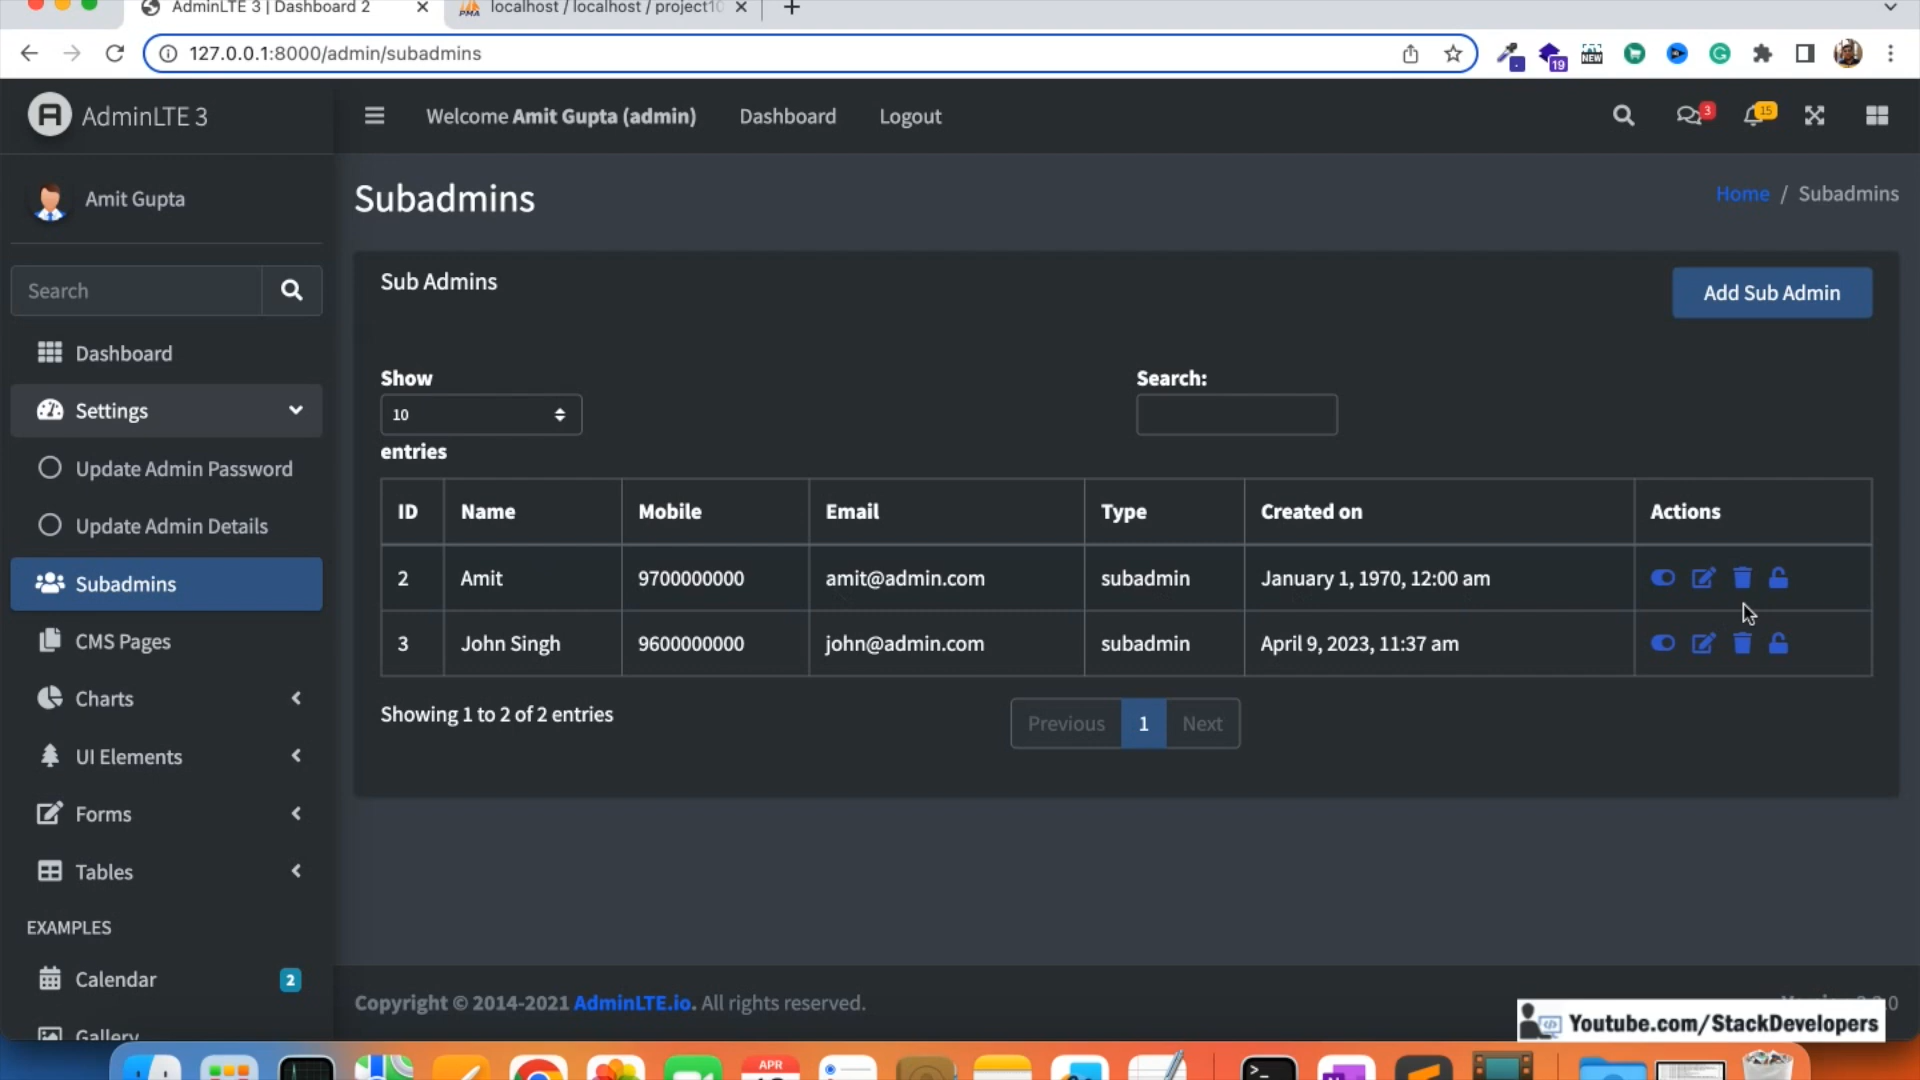 AdminLTE 3 | Dashboard 2
localhost / localhost / project10
127.0.0.1:8000/admin/subadmins
19
NEW
AdminLTE 3
Welcome Amit Gupta (admin)
Dashboard
Logout
3
15
Amit Gupta
Subadmins
Home / Subadmins
Search
Sub Admins
Add Sub Admin
Dashboard
Settings
Update Admin Password
Update Admin Details
Subadmins
CMS Pages
Charts
UI Elements
Forms
Tables
EXAMPLES
Calendar
2
Gallery
Show
10
entries
Search:
ID Name Mobile Email Type Created on Actions
2 Amit 9700000000 amit@admin.com subadmin January 1, 1970, 12:00 am
3 John Singh 9600000000 john@admin.com subadmin April 9, 2023, 11:37 am
Showing 1 to 2 of 2 entries
Previous 1 Next
Copyright © 2014-2021 AdminLTE.io. All rights reserved.
Youtube.com/StackDevelopers
APR